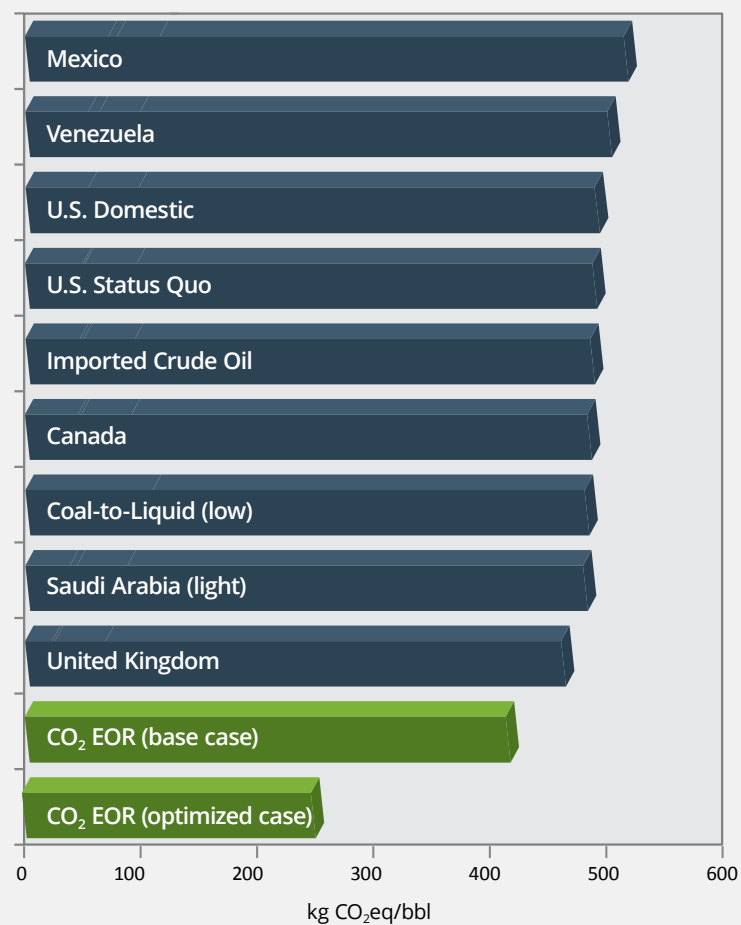 Mexico
Venezuela
U.S. Domestic
U.S. Status Quo
Imported Crude Oil
Canada
Coal-to-Liquid (low)
Saudi Arabia (light)
United Kingdom
CO₂ EOR (base case)
CO₂ EOR (optimized case)
0 100 200 300 400 500 600
kg CO₂eq/bbl